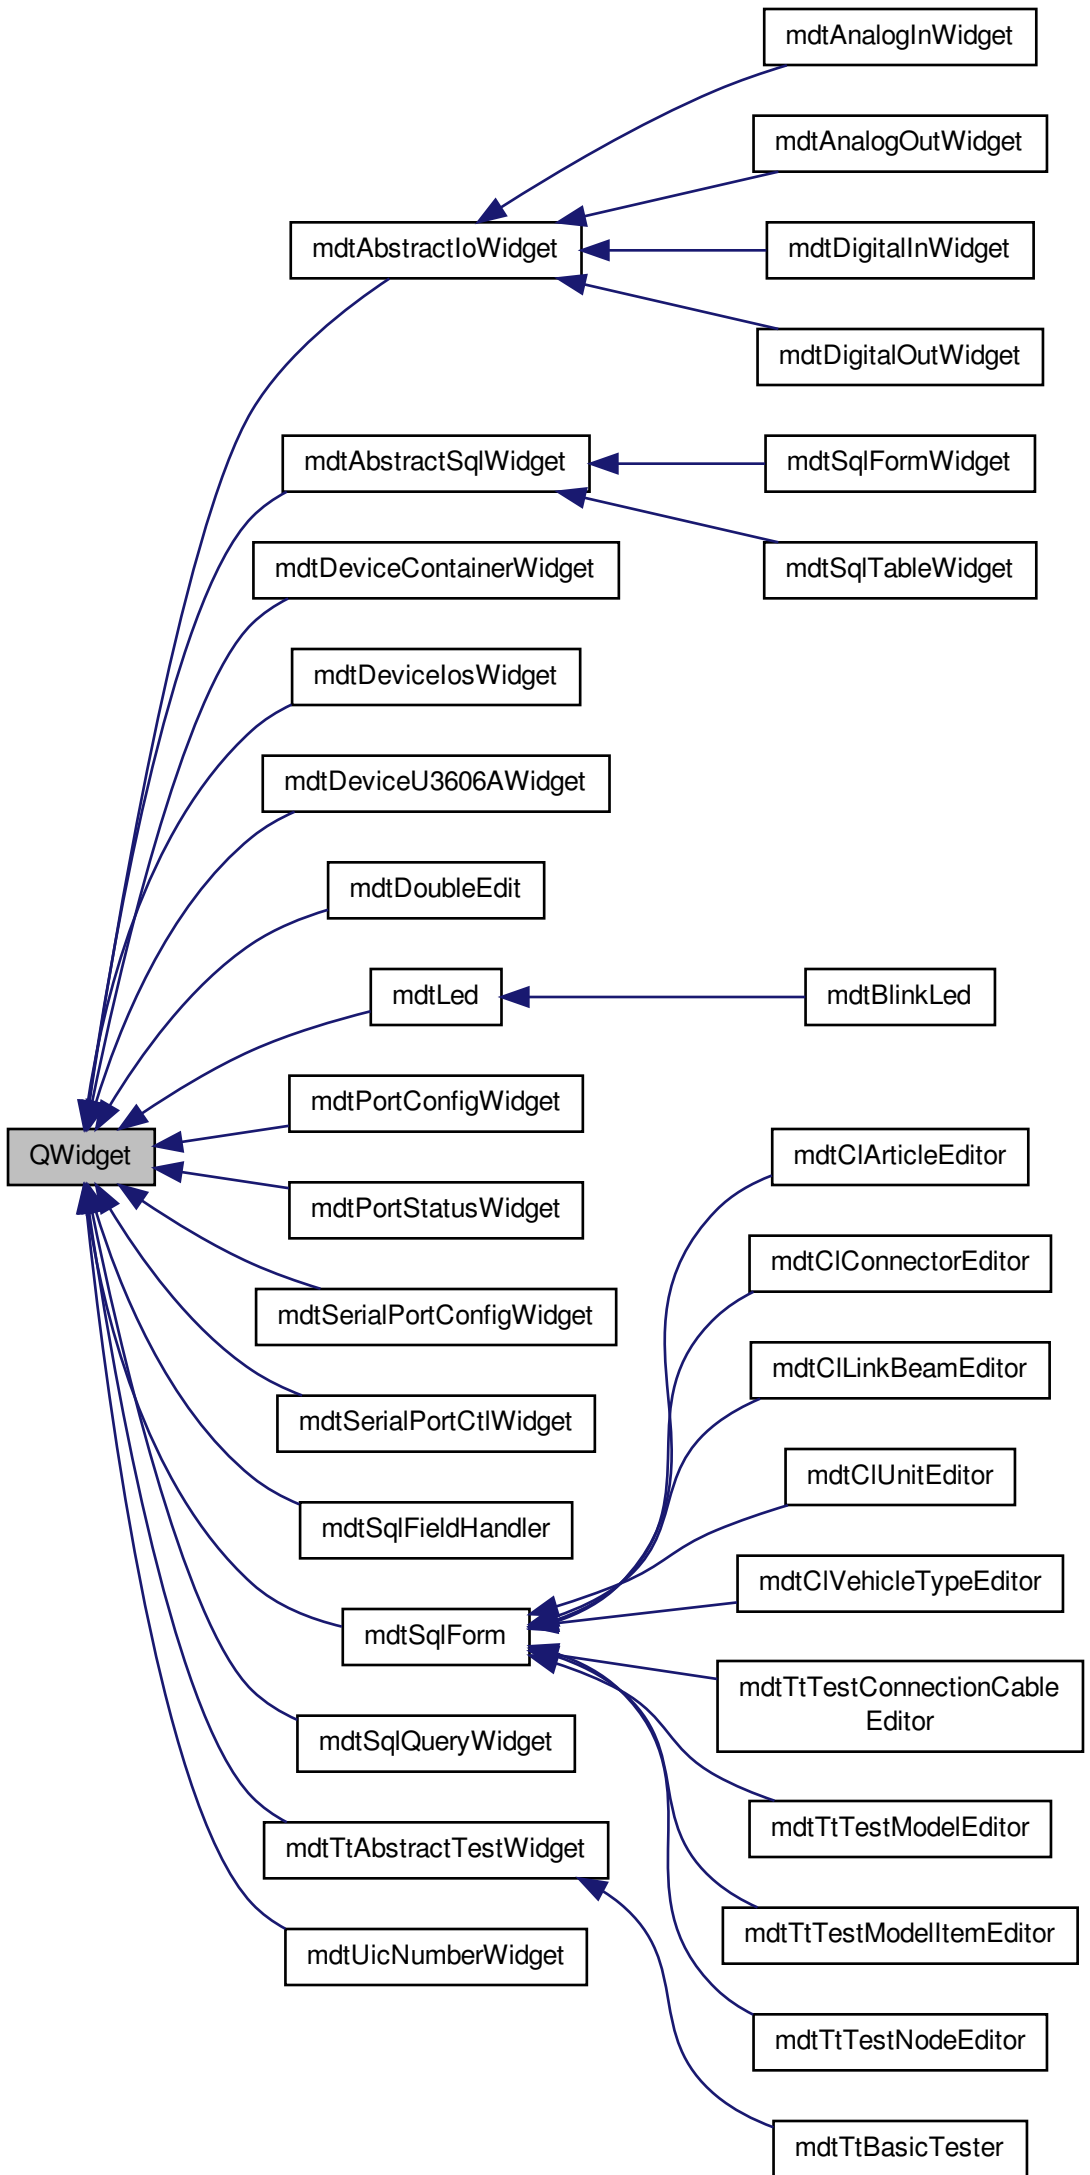 mdtAnalogInWidget
mdtAnalogOutWidget
mdtAbstractIoWidget
mdtDigitalInWidget
mdtDigitalOutWidget
mdtAbstractSqlWidget
mdtSqlFormWidget
mdtDeviceContainerWidget
mdtSqlTableWidget
mdtDeviceIosWidget
mdtDeviceU3606AWidget
mdtDoubleEdit
mdtLed
mdtBlinkLed
mdtPortConfigWidget
QWidget
mdtClArticleEditor
mdtPortStatusWidget
mdtClConnectorEditor
mdtSerialPortConfigWidget
mdtClLinkBeamEditor
mdtSerialPortCtlWidget
mdtClUnitEditor
mdtSqlFieldHandler
mdtClVehicleTypeEditor
mdtSqlForm
mdtTtTestConnectionCable
Editor
mdtSqlQueryWidget
mdtTtTestModelEditor
mdtTtAbstractTestWidget
mdtTtTestModelItemEditor
mdtUicNumberWidget
mdtTtTestNodeEditor
mdtTtBasicTester